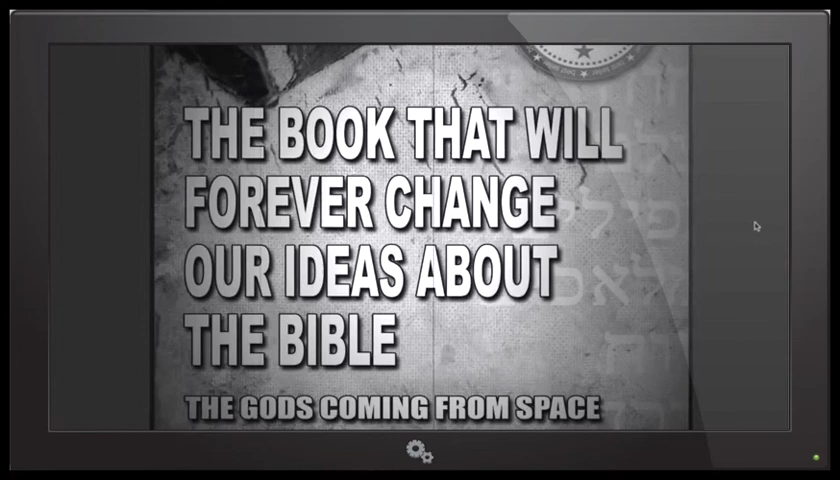 THE BOOK THAT WILL
FOREVER CHANGE
OUR IDEAS ABOUT
THE BIBLE
THE GODS COMING FROM SPACE